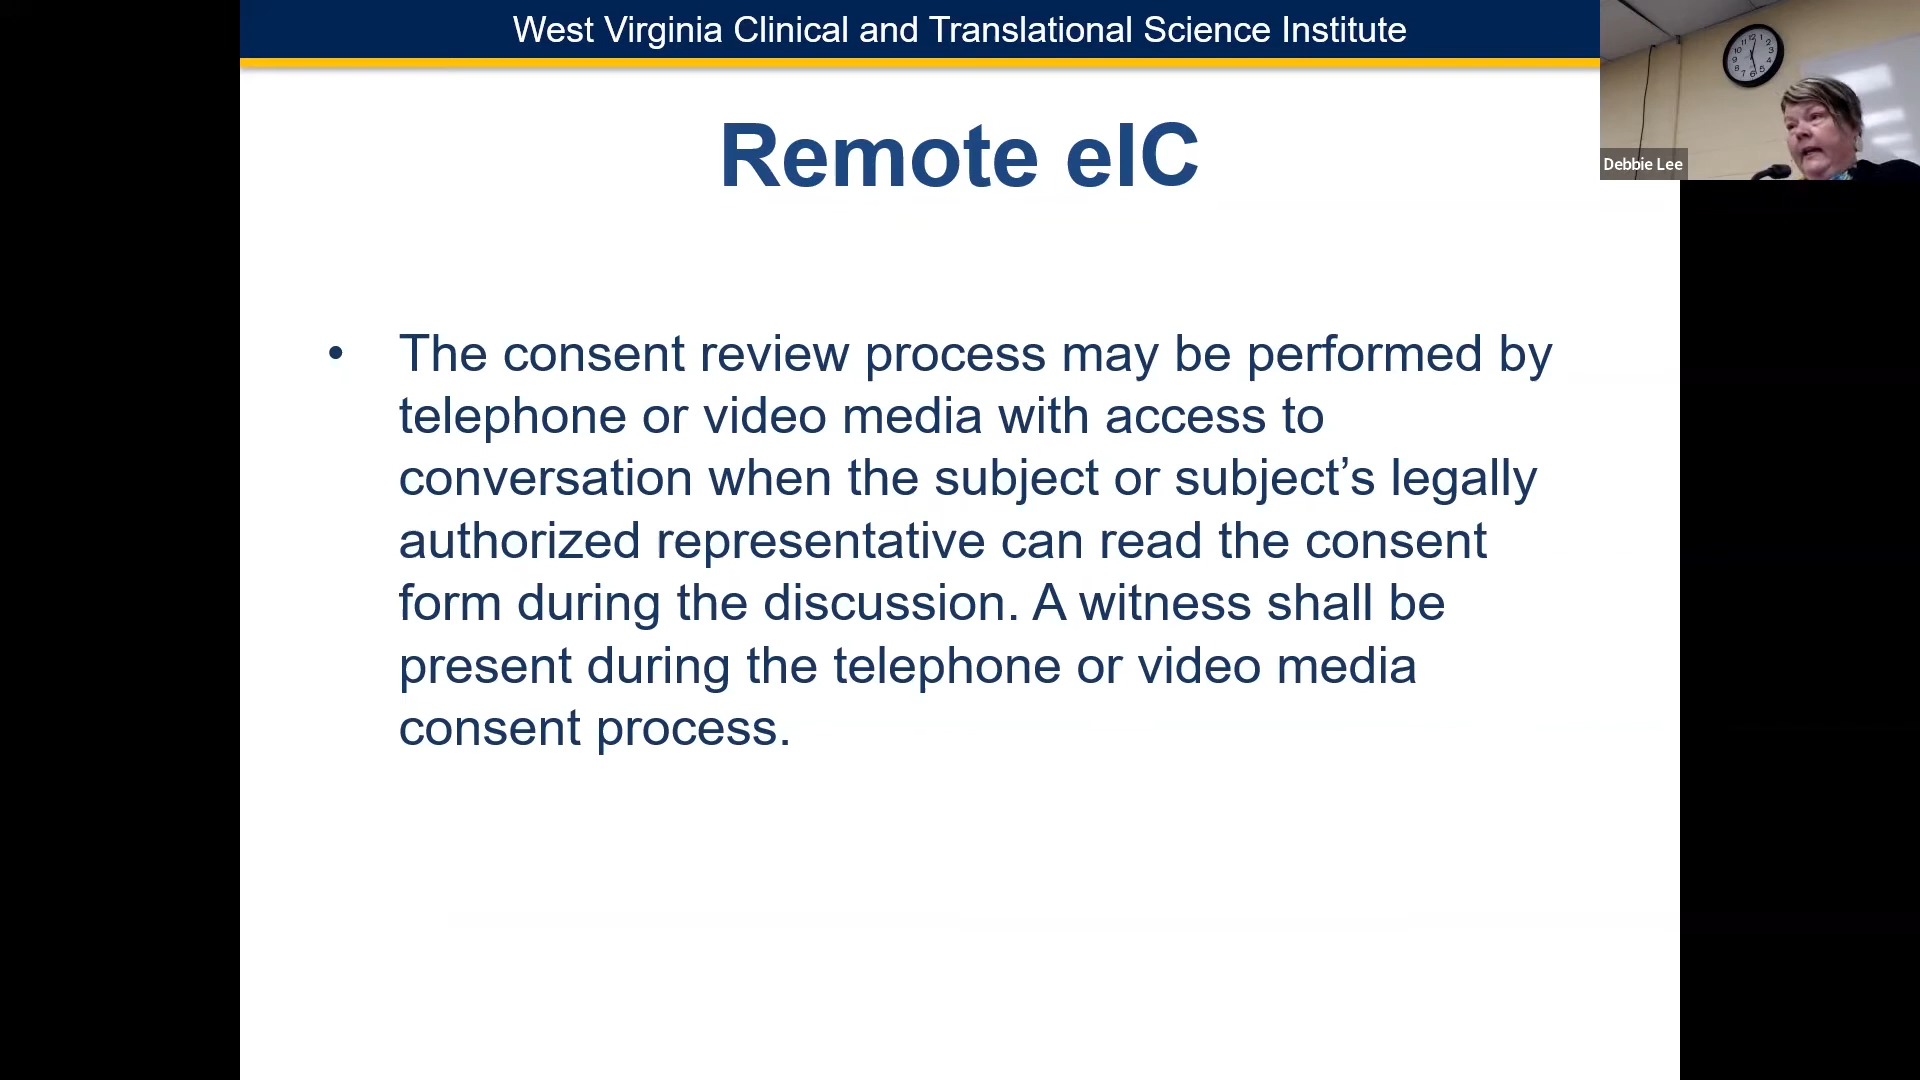 West Virginia Clinical and Translational Science Institute
Debbie Lee
Remote eIC
• The consent review process may be performed by
telephone or video media with access to
conversation when the subject or subject’s legally
authorized representative can read the consent
form during the discussion. A witness shall be
present during the telephone or video media
consent process.